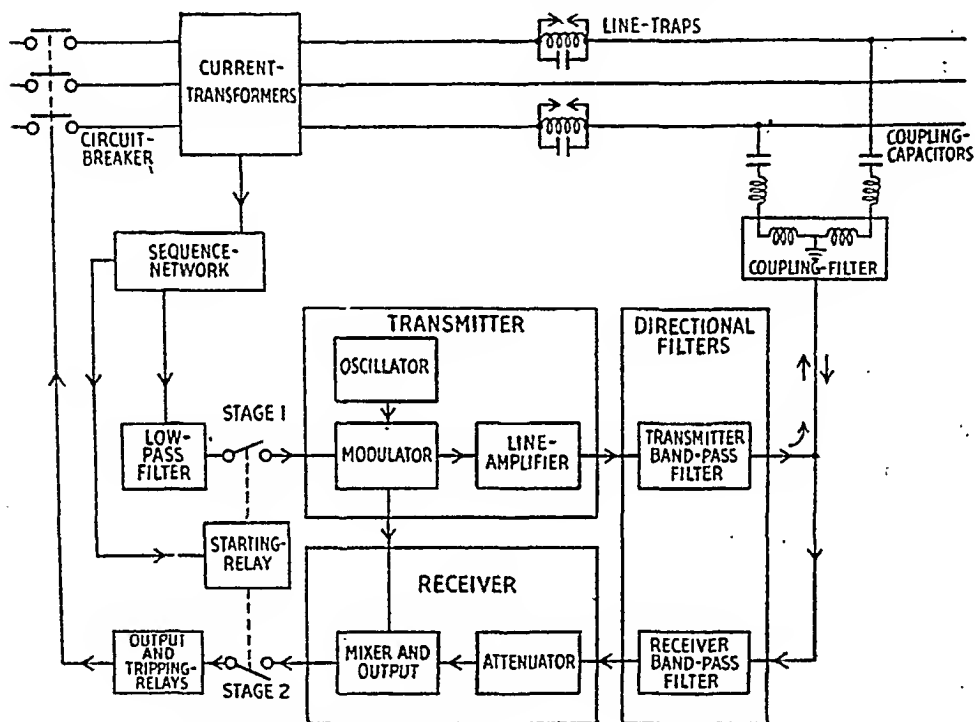 LINE-TRAPS
CURRENT-
TRANSFORMERS
CIRCUIT-
BREAKER
COUPLING-
CAPACITORS
SEQUENCE-
NETWORK
COUPLING-FILTER
TRANSMITTER
DIRECTIONAL
FILTERS
OSCILLATOR
STAGE 1
LOW-
PASS
FILTER
MODULATOR
LINE-
AMPLIFIER
TRANSMITTER
BAND-PASS
FILTER
STARTING-
RELAY
RECEIVER
OUTPUT
AND
TRIPPING-
RELAYS
STAGE 2
MIXER AND
OUTPUT
ATTENUATOR
RECEIVER
BAND-PASS
FILTER